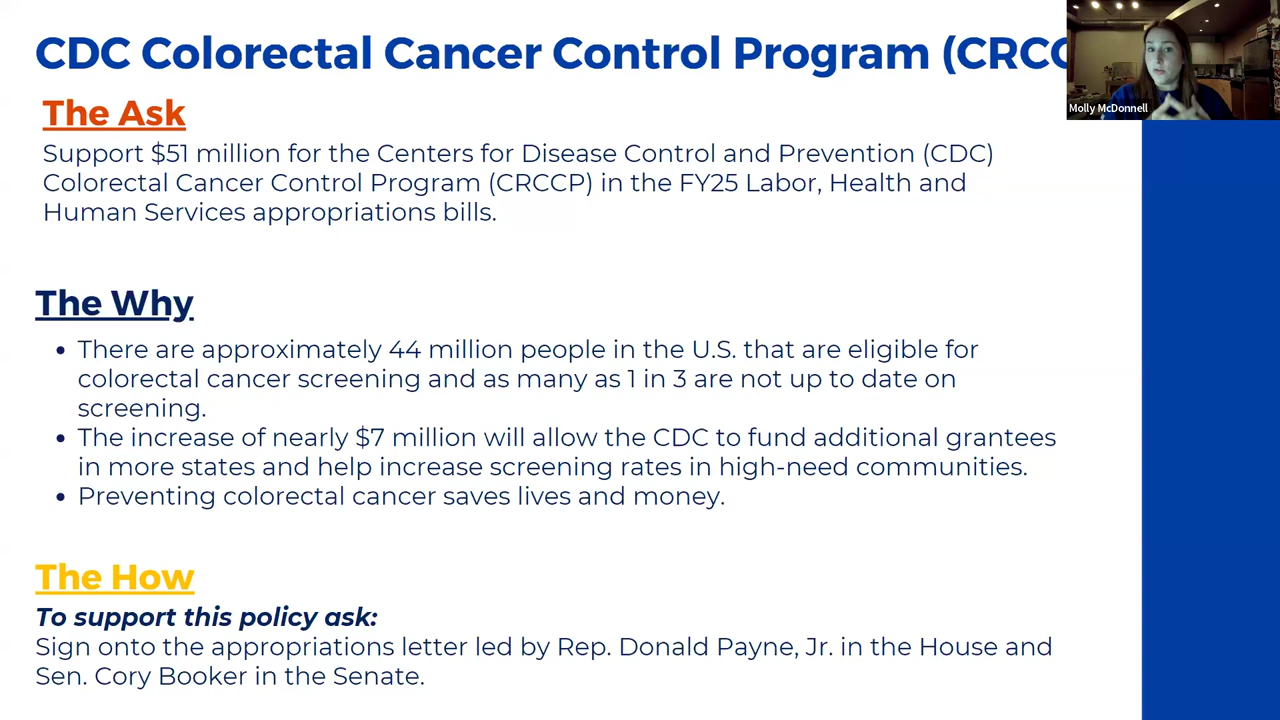 CDC Colorectal Cancer Control Program (CRCC
Molly McDonnell
The Ask
Support $51 million for the Centers for Disease Control and Prevention (CDC)
Colorectal Cancer Control Program (CRCCP) in the FY25 Labor, Health and
Human Services appropriations bills.
The Why
• There are approximately 44 million people in the U.S. that are eligible for
colorectal cancer screening and as many as 1 in 3 are not up to date on
screening.
• The increase of nearly $7 million will allow the CDC to fund additional grantees
in more states and help increase screening rates in high-need communities.
• Preventing colorectal cancer saves lives and money.
The How
To support this policy ask:
Sign onto the appropriations letter led by Rep. Donald Payne, Jr. in the House and
Sen. Cory Booker in the Senate.